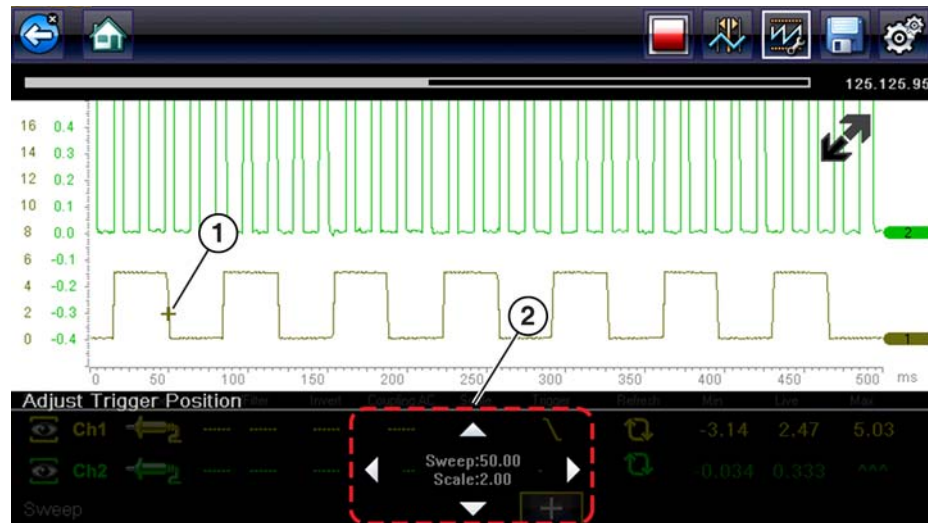 125.125.95
16 0.4
14 0.3
12 0.2
10 0.1
8 0.0
6 -0.1
4 -0.2
2 -0.3
0 -0.4
1
2
2
1
0 50 100 150 200 250 300 350 400 450 500 ms
Adjust Trigger Position
Filter Invert Coupling AC Trigger Refresh Min Live Max
Ch1 ------ ------ ------ ------ -3.14 2.47 5.03
Ch2 ------ ------ ------ -0.034 0.333 ^^^
Sweep:50.00
Scale:2.00
Sweep